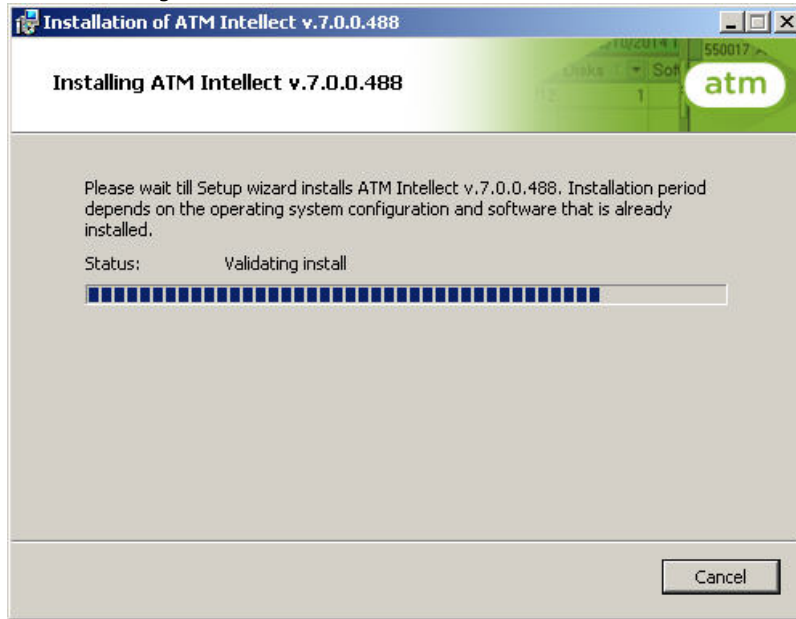 Installation of ATM Intellect v.7.0.0.488
Installing ATM Intellect v.7.0.0.488
550017
atm
1
Please wait till Setup wizard installs ATM Intellect v.7.0.0.488. Installation period
depends on the operating system configuration and software that is already
installed.
Status: Validating install
Cancel